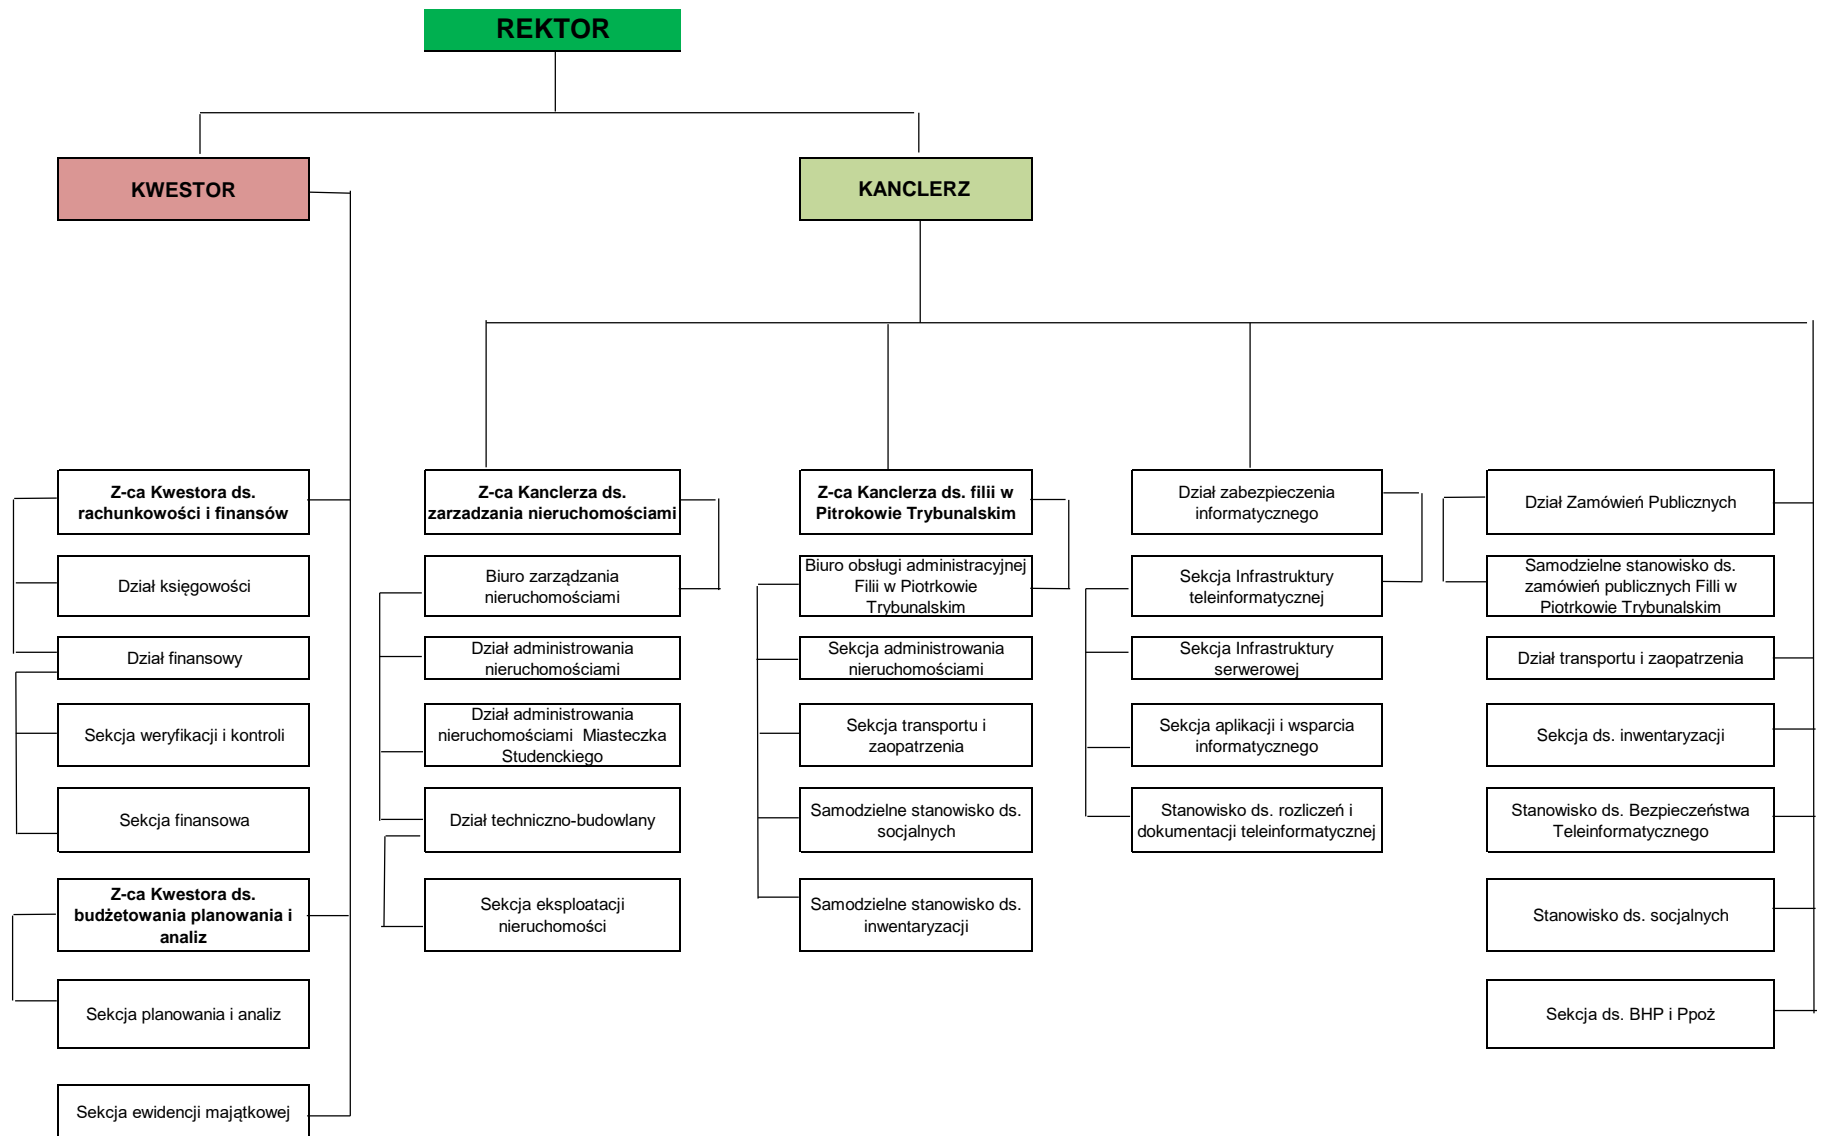 REKTOR
KWESTOR
KANCLERZ
Z-ca Kwestora ds.
rachunkowości i finansów
Dział księgowości
Dział finansowy
Sekcja weryfikacji i kontroli
Sekcja finansowa
Z-ca Kwestora ds.
budżetowania planowania i
analiz
Sekcja planowania i analiz
Sekcja ewidencji majątkowej
Z-ca Kanclerza ds.
zarzadzania nieruchomościami
Biuro zarządzania
nieruchomościami
Dział administrowania
nieruchomościami
Dział administrowania
nieruchomościami Miasteczka
Studenckiego
Dział techniczno-budowlany
Sekcja eksploatacji
nieruchomości
Z-ca Kanclerza ds. filii w
Pitrokowie Trybunalskim
Biuro obsługi administracyjnej
Filii w Piotrkowie
Trybunalskim
Sekcja administrowania
nieruchomościami
Sekcja transportu i
zaopatrzenia
Samodzielne stanowisko ds.
socjalnych
Samodzielne stanowisko ds.
inwentaryzacji
Dział zabezpieczenia
informatycznego
Sekcja Infrastruktury
teleinformatycznej
Sekcja Infrastruktury
serwerowej
Sekcja aplikacji i wsparcia
informatycznego
Stanowisko ds. rozliczeń i
dokumentacji teleinformatycznej
Dział Zamówień Publicznych
Samodzielne stanowisko ds.
zamówień publicznych Filli w
Piotrkowie Trybunalskim
Dział transportu i zaopatrzenia
Sekcja ds. inwentaryzacji
Stanowisko ds. Bezpieczeństwa
Teleinformatycznego
Stanowisko ds. socjalnych
Sekcja ds. BHP i Ppoż